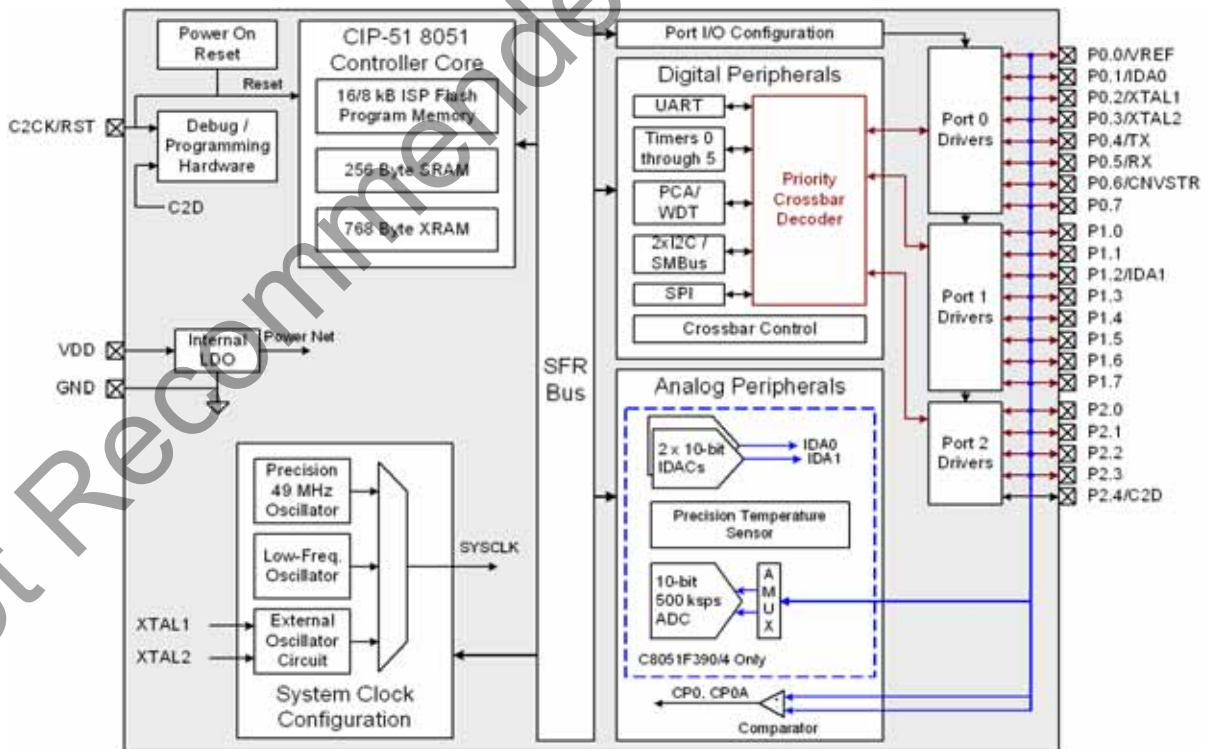 Power On
Reset
Reset
C2CK/RST
Debug /
Programming
Hardware
C2D
CIP-51 8051
Controller Core
16/8 kB ISP Flash
Program Memory
256 Byte SRAM
768 Byte XRAM
VDD
GND
Internal
LDO
Power Net
Precision
49 MHz
Oscillator
Low-Freq.
Oscillator
External
Oscillator
Circuit
XTAL1
XTAL2
SYSCLK
System Clock
Configuration
SFR
Bus
Port I/O Configuration
Digital Peripherals
UART
Timers 0
through 5
PCA/
WDT
2xI2C /
SMBus
SPI
Priority
Crossbar
Decoder
Crossbar Control
Analog Peripherals
2 x 10-bit
IDACs
IDA0
IDA1
Precision Temperature
Sensor
10-bit
500 ksps
ADC
A
M
U
X
C8051F390/4 Only
CP0, CP0A
-
Comparator
Port 0
Drivers
Port 1
Drivers
Port 2
Drivers
P0.0/VREF
P0.1/IDA0
P0.2/XTAL1
P0.3/XTAL2
P0.4/TX
P0.5/RX
P0.6/CNVSTR
P0.7
P1.0
P1.1
P1.2/IDA1
P1.3
P1.4
P1.5
P1.6
P1.7
P2.0
P2.1
P2.2
P2.3
P2.4/C2D
Recommende